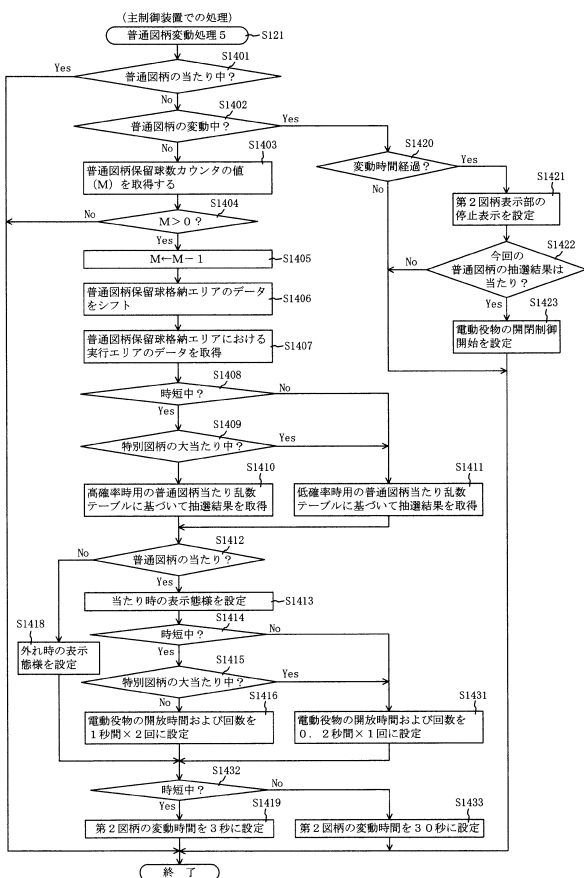 (主制御装置での処理)
普通図柄変動処理5
S121
S1401
Yes
普通図柄の当たり中?
No
S1402
普通図柄の変動中?
Yes
No
S1403
普通図柄保留球数カウンタの値
(M)を取得する
S1420
変動時間経過?
Yes
No
S1421
第2図柄表示部の
停止表示を設定
No
S1404
M>0?
Yes
S1422
No
今回の
普通図柄の抽選結果は
当たり?
Yes
M←M−1
S1405
S1423
電動役物の開閉制御
開始を設定
普通図柄保留球格納エリアのデータ
をシフト
S1406
普通図柄保留球格納エリアにおける
実行エリアのデータを取得
S1407
S1408
時短中?
No
Yes
S1409
特別図柄の大当たり中?
Yes
S1410
高確率時用の普通図柄当たり乱数
テーブルに基づいて抽選結果を取得
S1411
低確率時用の普通図柄当たり乱数
テーブルに基づいて抽選結果を取得
S1412
No
普通図柄の当たり?
Yes
当たり時の表示態様を設定
S1413
S1418
外れ時の表示
態様を設定
S1414
時短中?
No
Yes
S1415
特別図柄の大当たり中?
Yes
No
S1416
電動役物の開放時間および回数を
1秒間×2回に設定
S1431
電動役物の開放時間および回数を
0.2秒間×1回に設定
S1432
時短中?
No
Yes
S1419
第2図柄の変動時間を3秒に設定
S1433
第2図柄の変動時間を30秒に設定
終 了